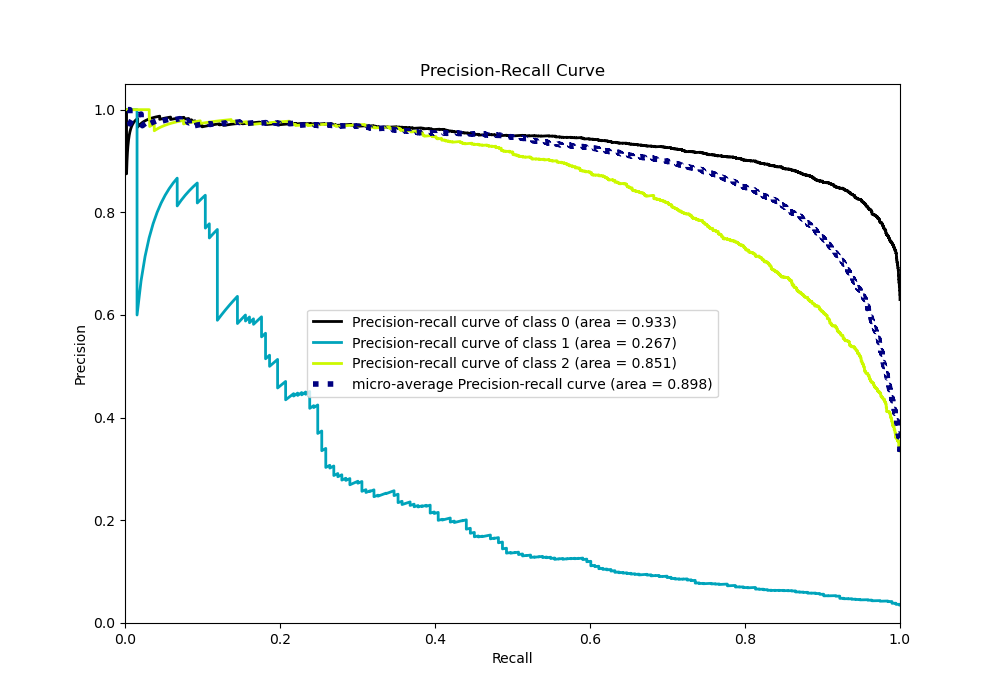 Precision-Recall Curve
1.0
0.8
0.6
0.4
0.2
0.0
Precision
Precision-recall curve of class 0 (area = 0.933)
Precision-recall curve of class 1 (area = 0.267)
Precision-recall curve of class 2 (area = 0.851)
micro-average Precision-recall curve (area = 0.898)
0.0 0.2 0.4 0.6 0.8 1.0
Recall